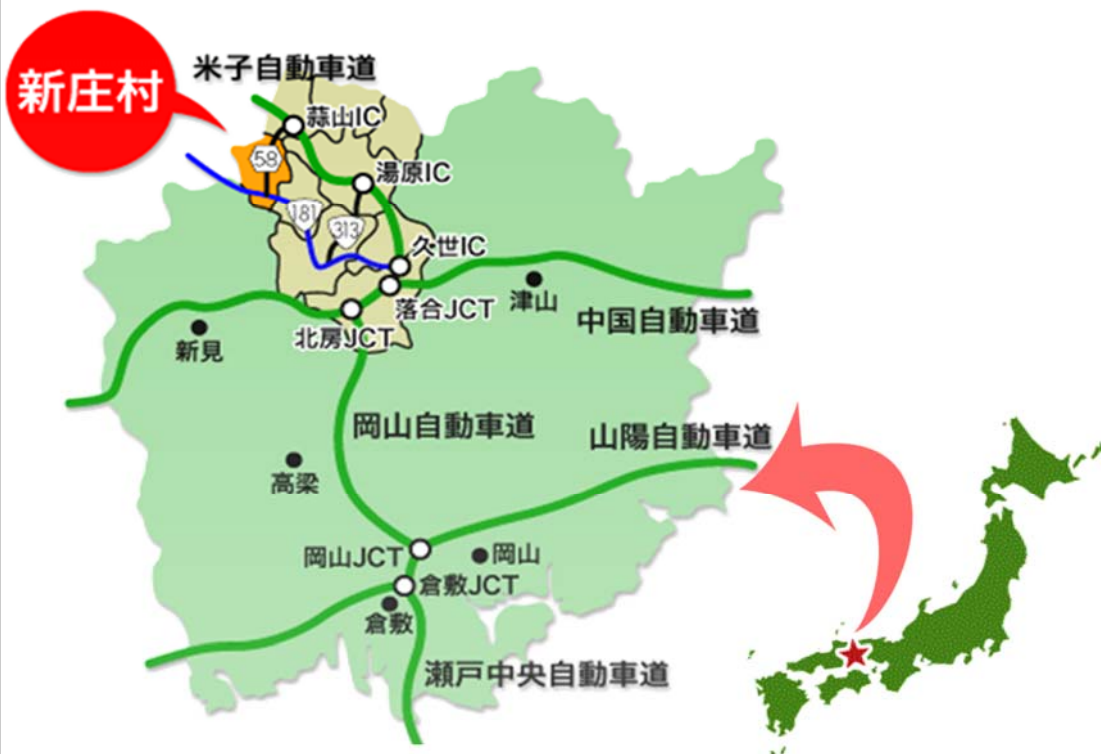 新庄村
米子自動車道
蒜山IC
58
湯原IC
181
313
久世IC
落合JCT
津山
中国自動車道
北房JCT
新見
岡山自動車道
山陽自動車道
高梁
岡山JCT
岡山
倉敷JCT
倉敷
瀬戸中央自動車道